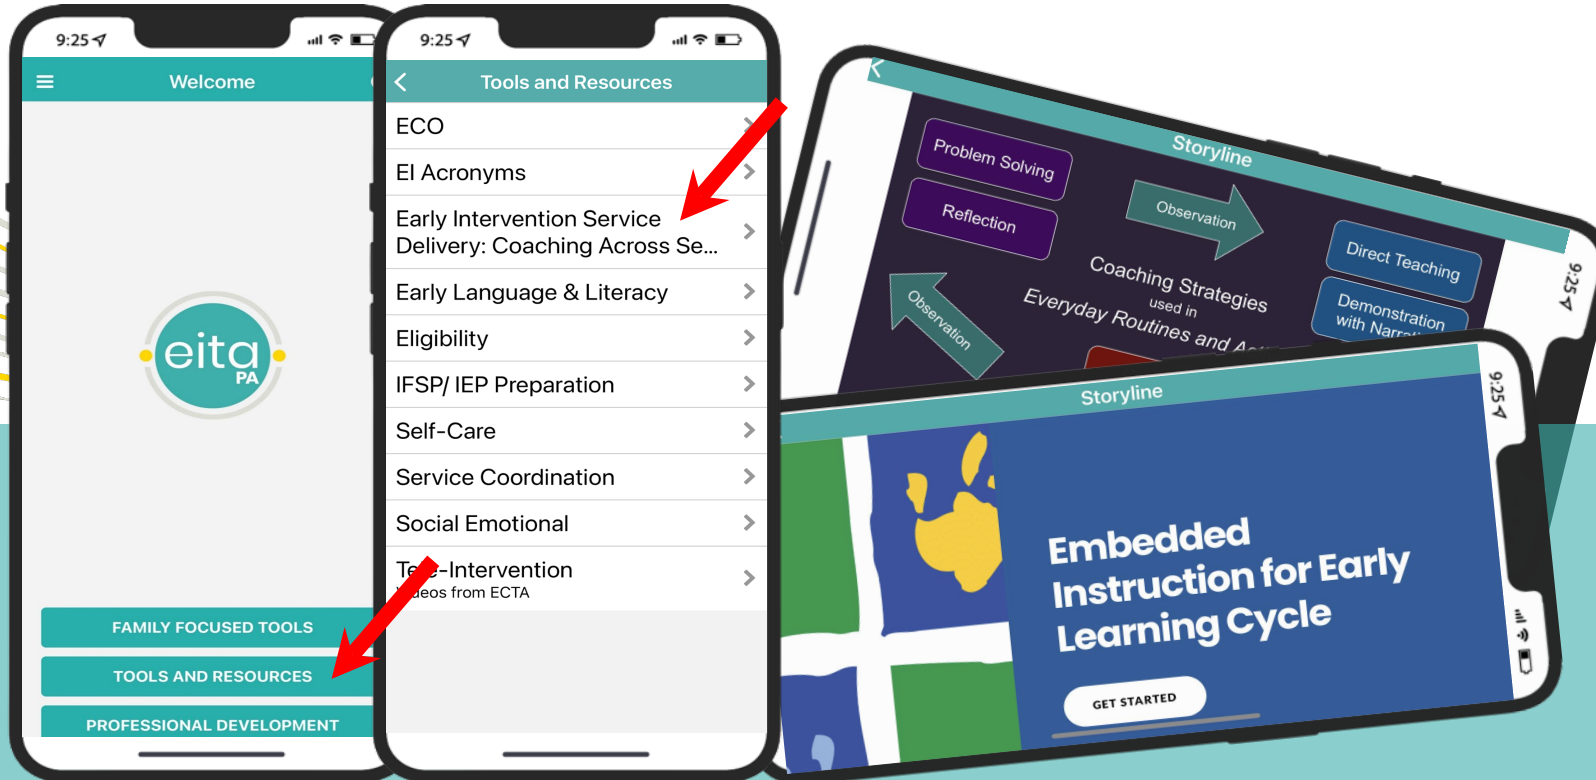 9:25
Welcome
eita
PA
FAMILY FOCUSED TOOLS
TOOLS AND RESOURCES
PROFESSIONAL DEVELOPMENT
9:25
Tools and Resources
ECO
EI Acronyms
Early Intervention Service
Delivery: Coaching Across Se...
Early Language & Literacy
Eligibility
IFSP/ IEP Preparation
Self-Care
Service Coordination
Social Emotional
Tele-Intervention
Videos from ECTA
Storyline
9:25
Problem Solving
Reflection
Observation
Direct Teaching
Demonstration
with
Coaching Strategies
used in
Everyday Routines and
Observation
Storyline
9:25
Embedded
Instruction for Early
Learning Cycle
GET STARTED